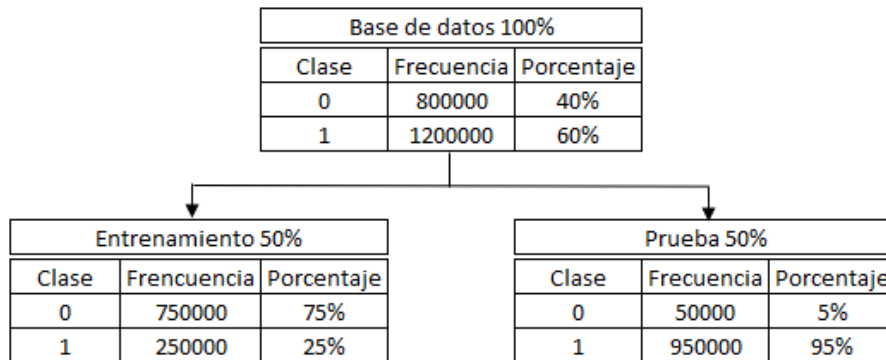 Base de datos 100%
Clase Frecuencia Porcentaje
0 800000 40%
1 1200000 60%
Entrenamiento 50%
Clase Frencuencia Porcentaje
0 750000 75%
1 250000 25%
Prueba 50%
Clase Frecuencia Porcentaje
0 50000 5%
1 950000 95%